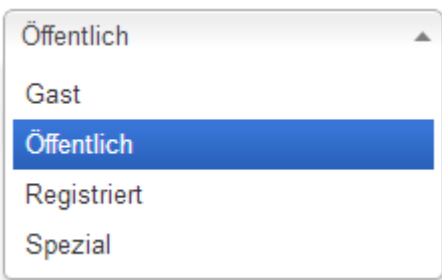 Öffentlich
Gast
Öffentlich
Registriert
Spezial